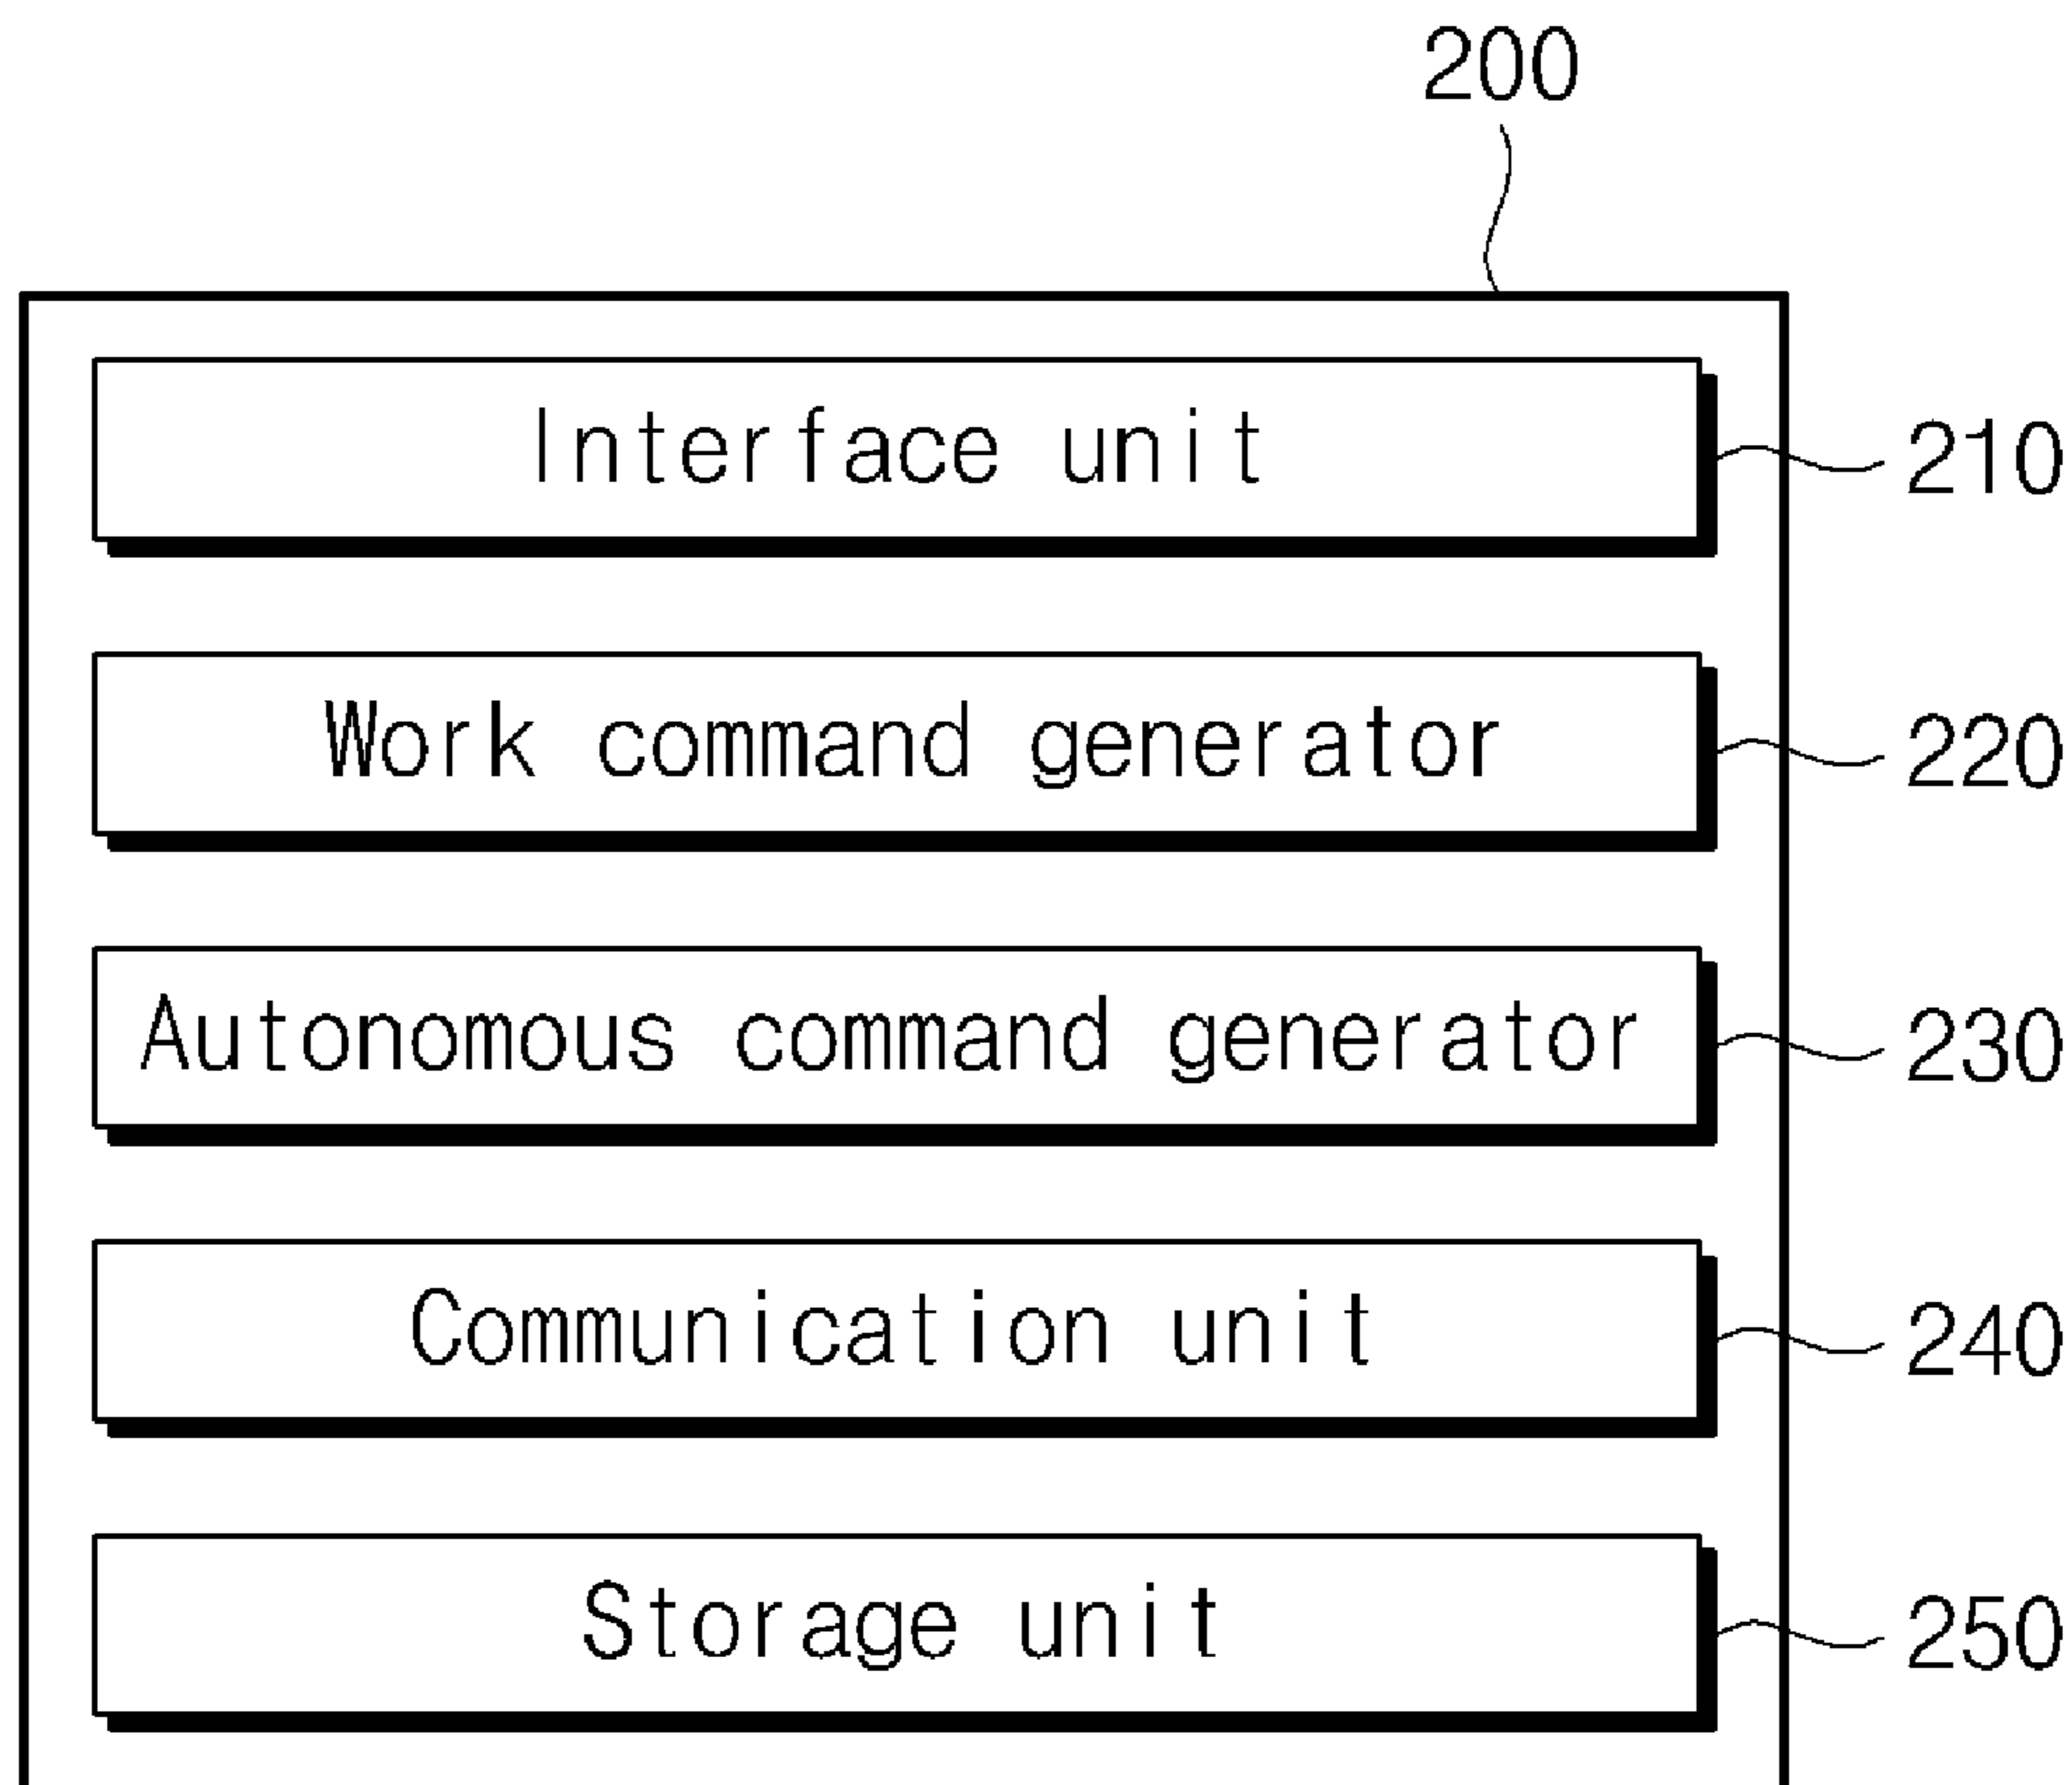 200
Interface unit 210
Work command generator 220
Autonomous command generator 230
Communication unit 240
Storage unit 250